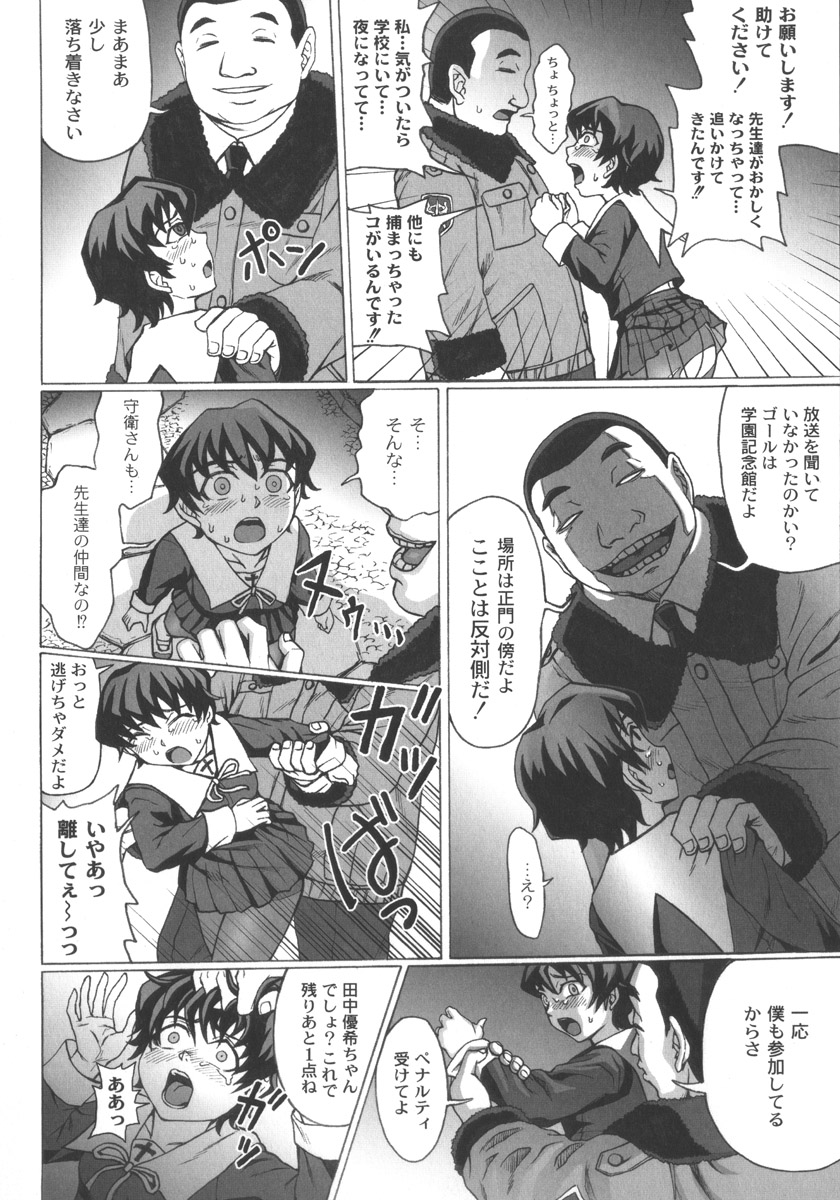 お願いします！
助けて
ください！
先生達がおかしく
なっちゃって…
追いかけて
きたんです!!
ちょ ちょっと…
私…気がついたら
学校にいて…
夜になってて…
他にも
捕まっちゃった
コがいるんです!!
まあまあ
少し
落ち着きなさい
ポンッ
放送を聞いて
いなかったのかい？
ゴールは
学園記念館だよ
場所は正門の傍だよ
ここことは反対側だ！
…え？
そ…
そんな…
守衛さんも…
先生達の仲間なの!?
ヌゥッ…
おっと
逃げちゃダメだよ
ガッ
がばっ
いやあっ
離してぇ～っっ
一応
僕も参加してる
からさ
ペナルティ
受けてよ
田中優希ちゃん
でしょ？これで
残りあと1点ね
ああっ
グイッ